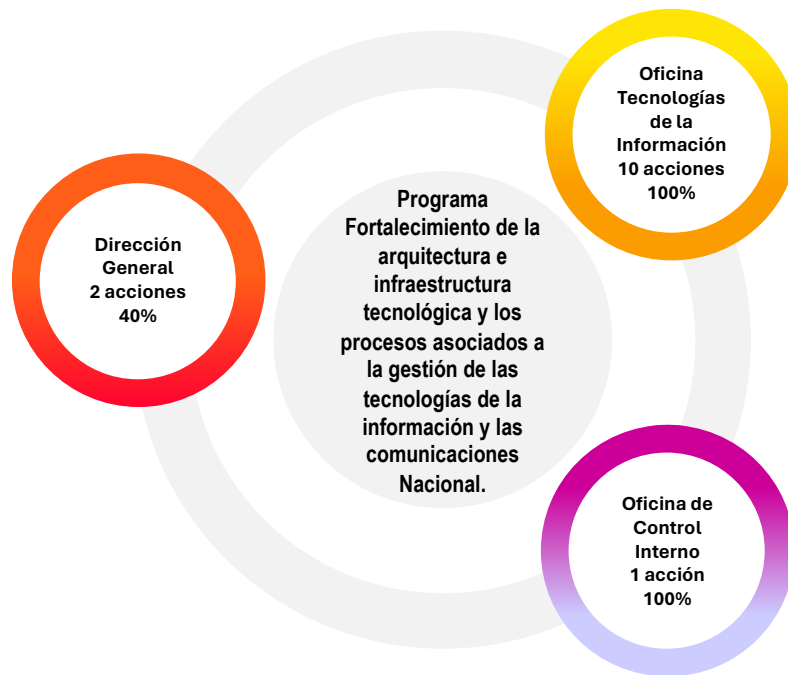 Oficina
Tecnologías
de la
Información
10 acciones
100%
Programa
Fortalecimiento de la
arquitectura e
infraestructura
tecnológica y los
procesos asociados a
la gestión de las
tecnologías de la
información y las
comunicaciones
Nacional.
Dirección
General
2 acciones
40%
Oficina de
Control
Interno
1 acción
100%